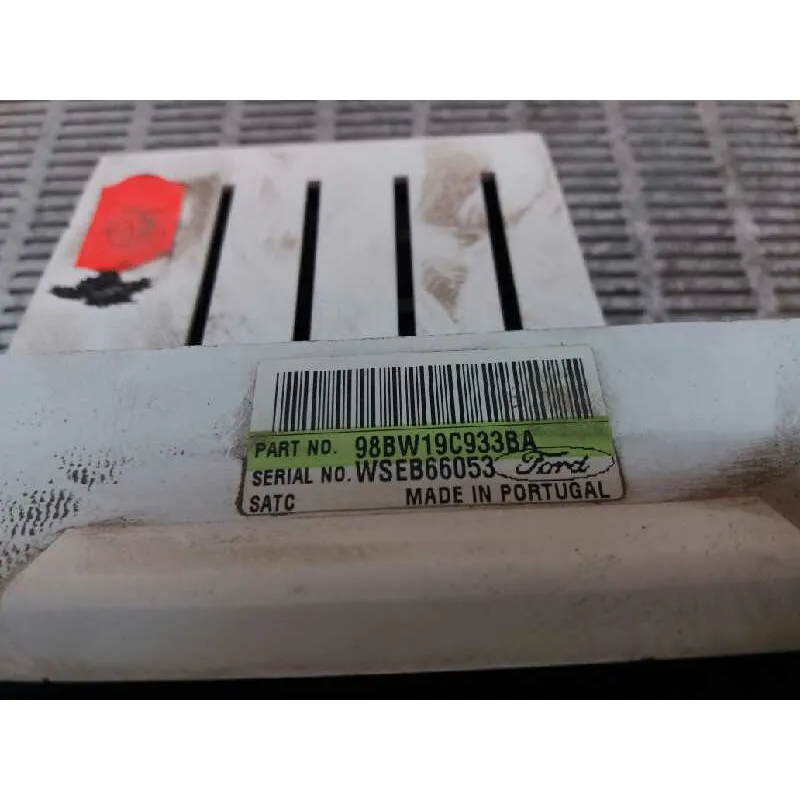 PART NO. 98BW19C933BA
SERIAL NO. WSEB66053 Ford
SATC MADE IN PORTUGAL